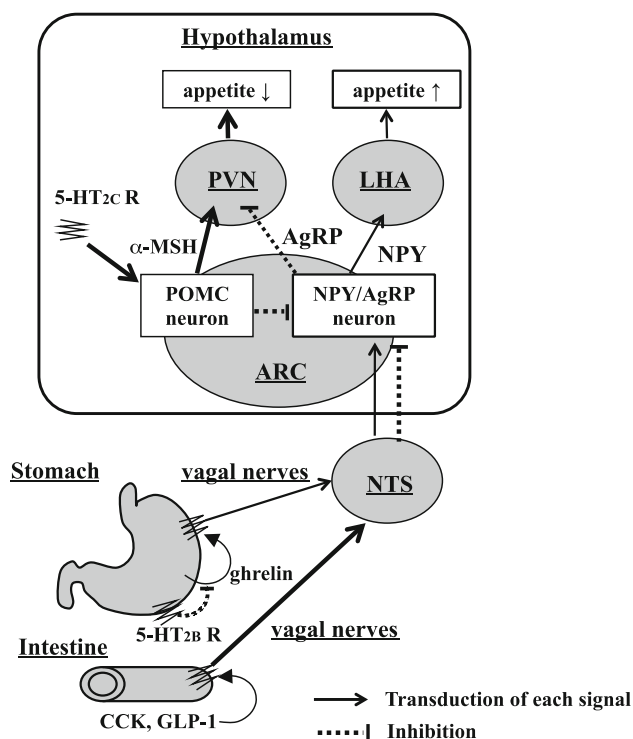 Hypothalamus
appetite ↓
appetite ↑
PVN
LHA
5-HT2C R
α-MSH
AgRP
NPY
POMC
neuron
NPY/AgRP
neuron
ARC
Stomach
vagal nerves
NTS
ghrelin
5-HT2B R
vagal nerves
Intestine
CCK, GLP-1
Transduction of each signal
Inhibition